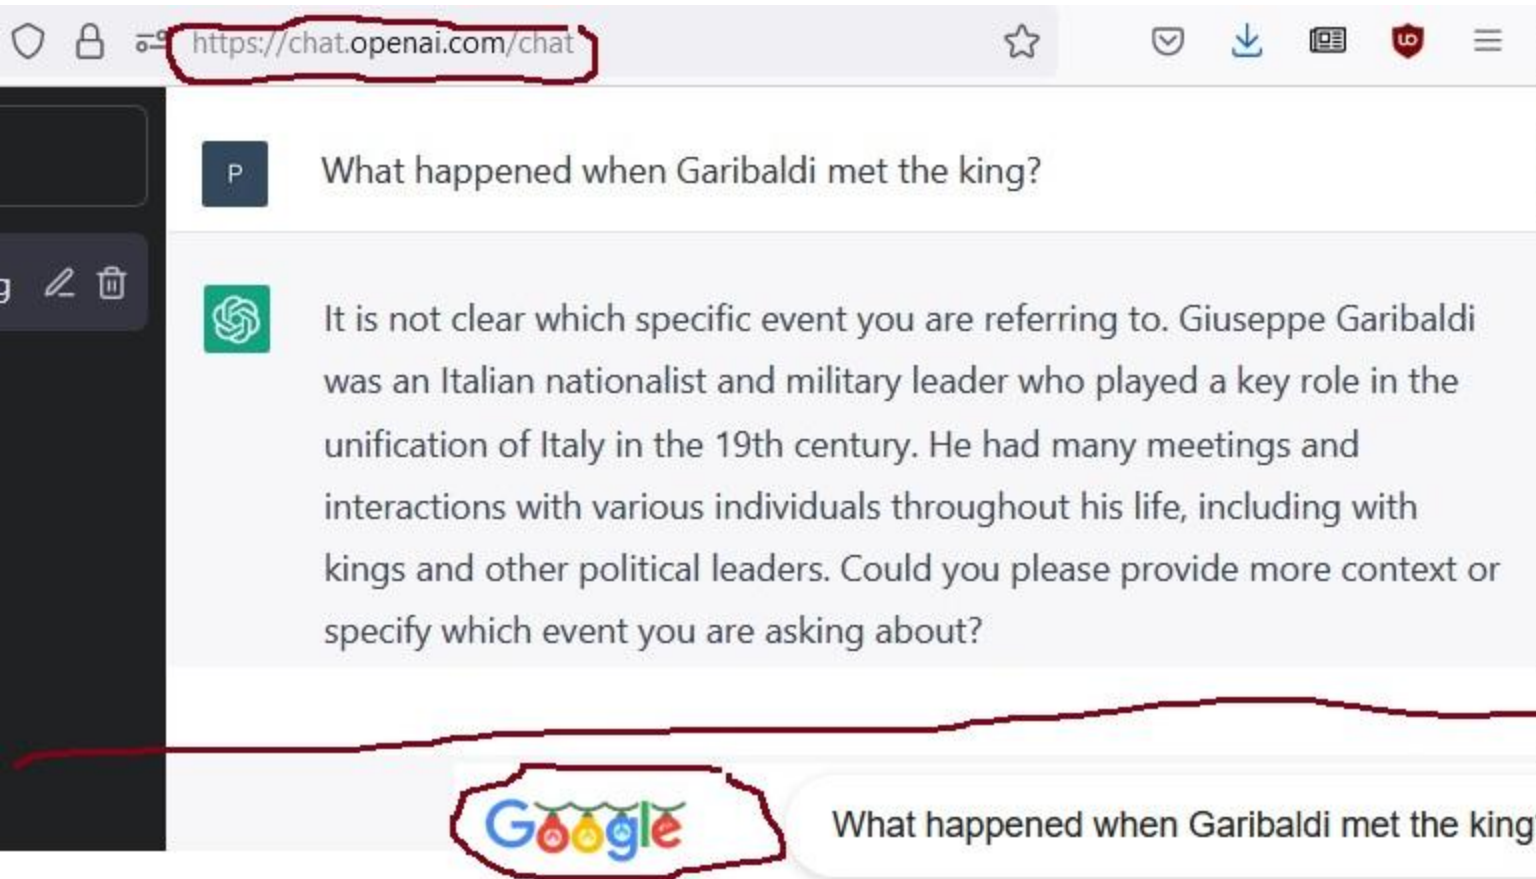 https://chat.openai.com/chat
P
What happened when Garibaldi met the king?
g
It is not clear which specific event you are referring to. Giuseppe Garibaldi
was an Italian nationalist and military leader who played a key role in the
unification of Italy in the 19th century. He had many meetings and
interactions with various individuals throughout his life, including with
kings and other political leaders. Could you please provide more context or
specify which event you are asking about?
Google
What happened when Garibaldi met the king?